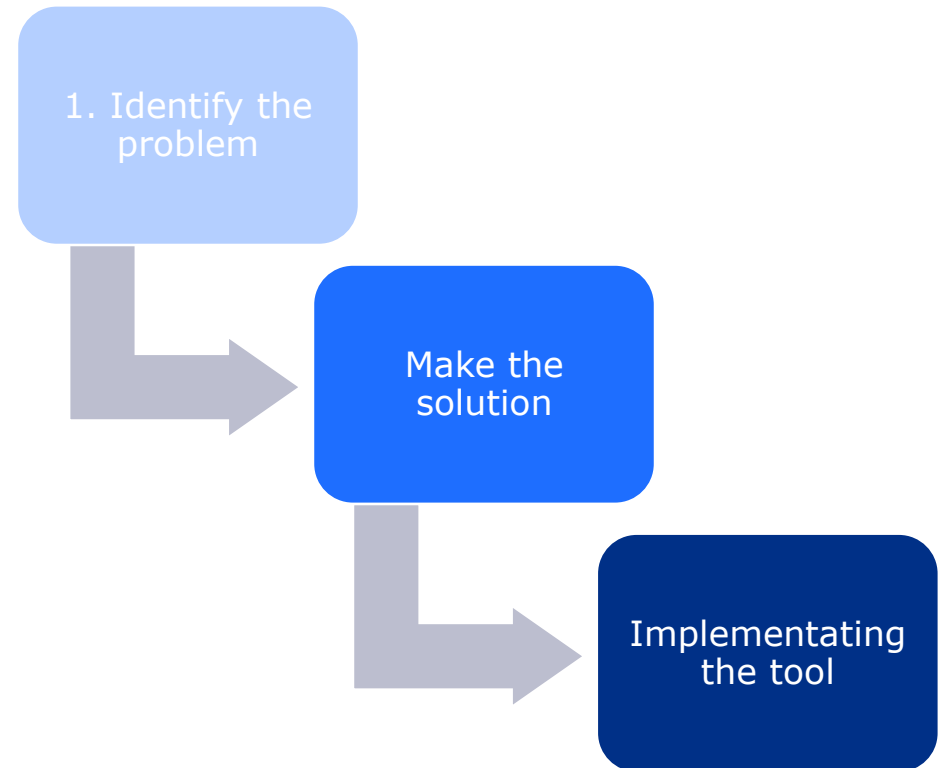 1. Identify the
problem
Make the
solution
Implementating
the tool